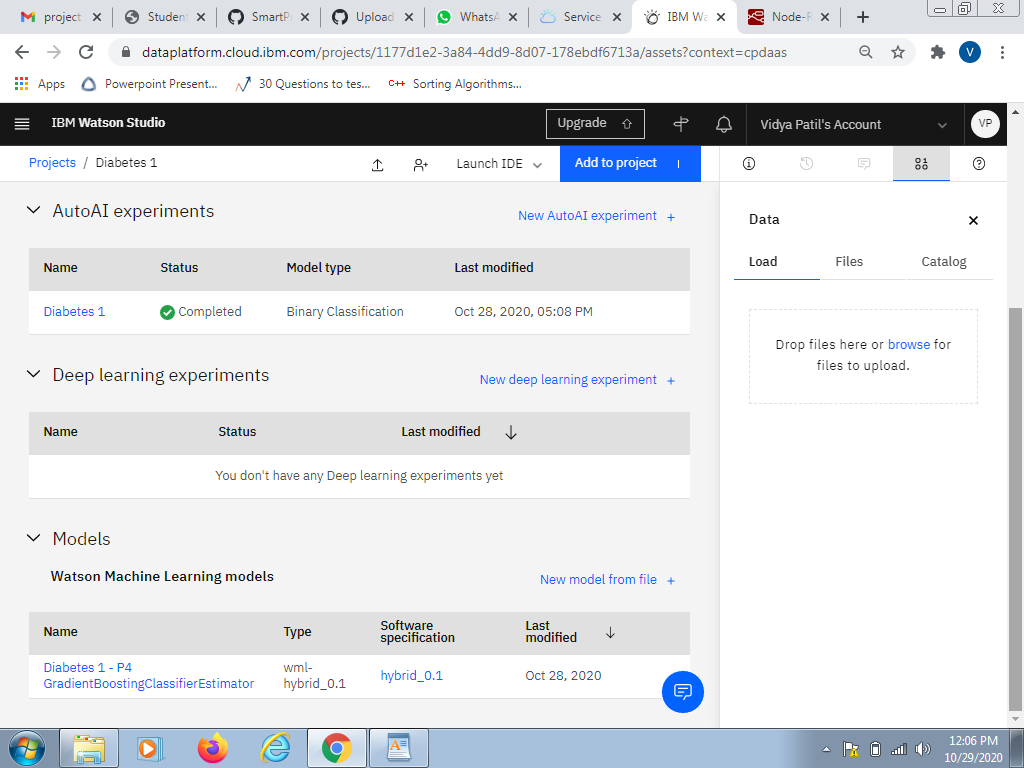 project
Student
SmartP
Upload
WhatsA
Service
IBM Wa
Node-R
dataplatform.cloud.ibm.com/projects/1177d1e2-3a84-4dd9-8d07-178ebdf6713a/assets?context=cpdaas
V
Apps
Powerpoint Present...
30 Questions to tes...
C++ Sorting Algorithms...
IBM Watson Studio
Upgrade
Vidya Patil's Account
VP
Projects / Diabetes 1
Launch IDE
Add to project
AutoAI experiments
New AutoAI experiment +
Name Status Model type Last modified
Diabetes 1 Completed Binary Classification Oct 28, 2020, 05:08 PM
Deep learning experiments
New deep learning experiment +
Name Status Last modified
You don't have any Deep learning experiments yet
Models
Watson Machine Learning models
New model from file +
Name Type Software specification Last modified
Diabetes 1 - P4
GradientBoostingClassifierEstimator
wml-
hybrid_0.1
hybrid_0.1
Oct 28, 2020
Data
Load Files Catalog
Drop files here or browse for
files to upload.
12:06 PM
10/29/2020